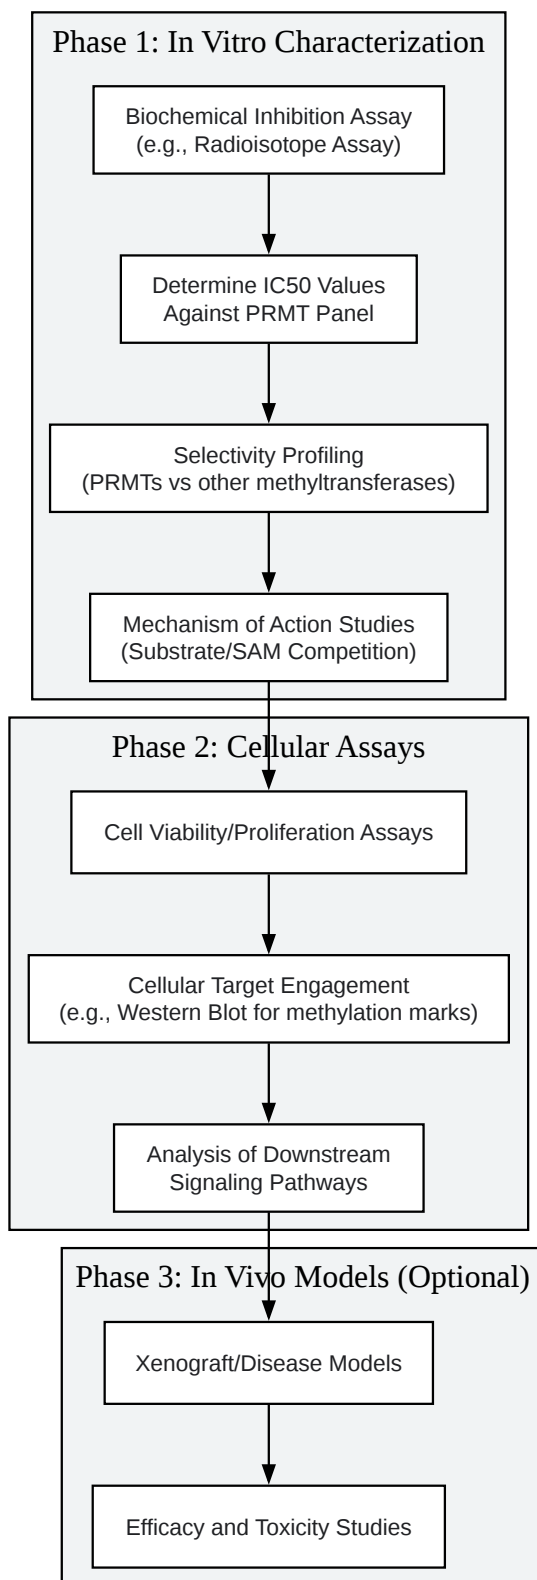 Phase 1: In Vitro Characterization
Biochemical Inhibition Assay
(e.g., Radioisotope Assay)
Determine IC50 Values
Against PRMT Panel
Selectivity Profiling
(PRMTs vs other methyltransferases)
Mechanism of Action Studies
(Substrate/SAM Competition)
Phase 2: Cellular Assays
Cell Viability/Proliferation Assays
Cellular Target Engagement
(e.g., Western Blot for methylation marks)
Analysis of Downstream
Signaling Pathways
Phase 3: In Vivo Models (Optional)
Xenograft/Disease Models
Efficacy and Toxicity Studies